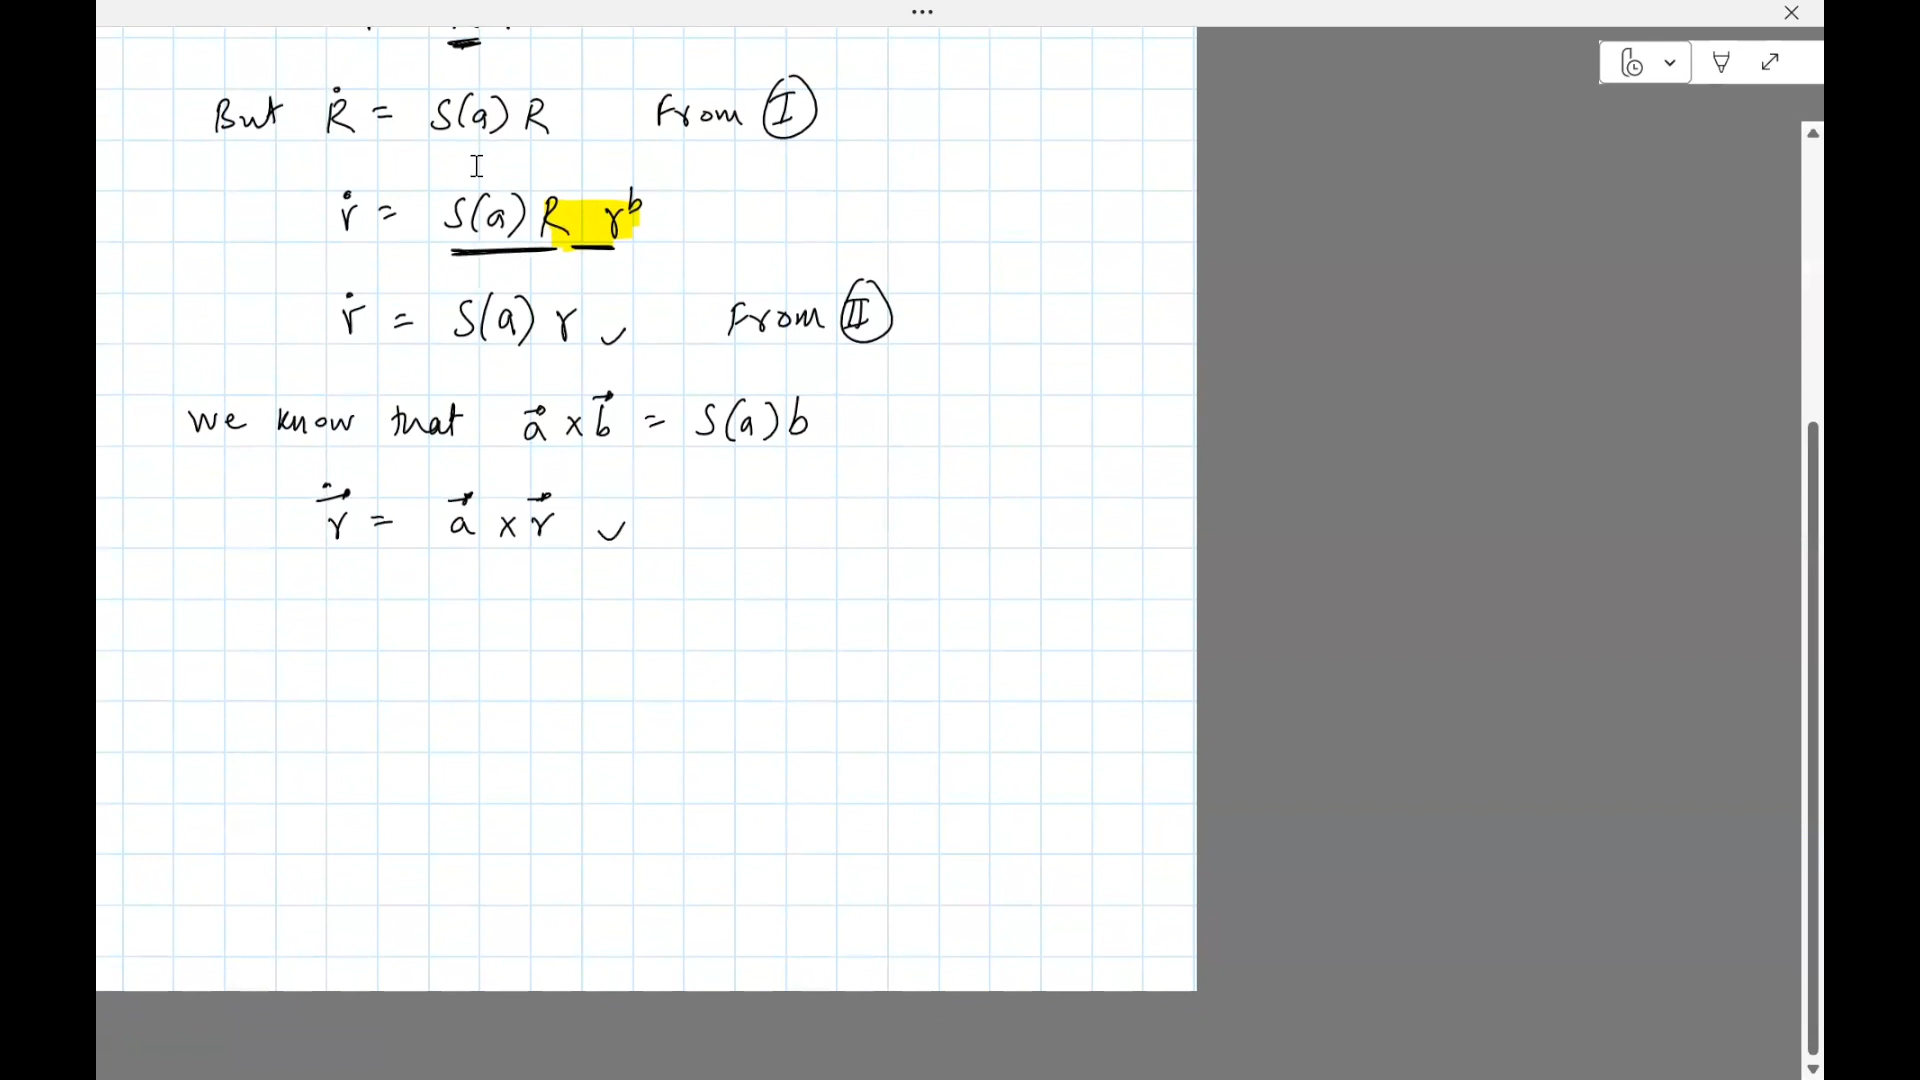 But Ṙ = S(a) R From Ⓘ
ṙ = S(a) R r^b
ṙ = S(a) r ✓ From II
We know that a⃗ x b⃗ = S(a) b
ṙ⃗ = a⃗ x r⃗ ✓